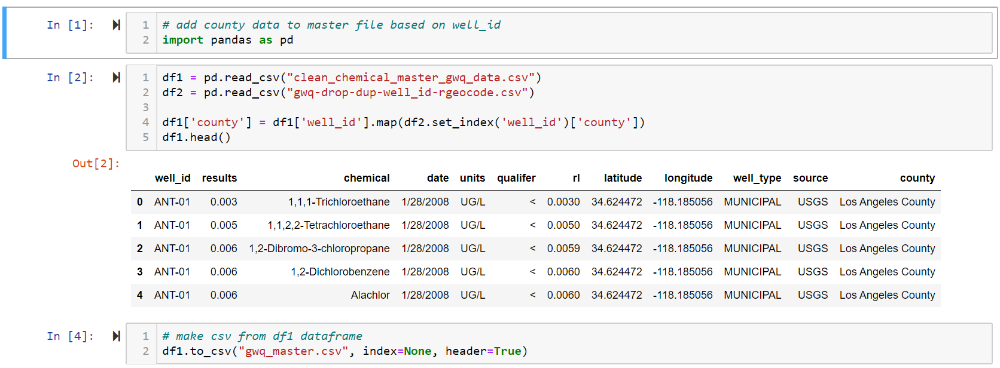 In [1]:
1 # add county data to master file based on well_id
2 import pandas as pd
In [2]:
1 df1 = pd.read_csv("clean_chemical_master_gwq_data.csv")
2 df2 = pd.read_csv("gwq-drop-dup-well_id-rgeocode.csv")
3
4 df1['county'] = df1['well_id'].map(df2.set_index('well_id')['county'])
5 df1.head()
Out[2]:
well_id results chemical date units qualifer rl latitude longitude well_type source county
0 ANT-01 0.003 1,1,1-Trichloroethane 1/28/2008 UG/L < 0.0030 34.624472 -118.185056 MUNICIPAL USGS Los Angeles County
1 ANT-01 0.005 1,1,2,2-Tetrachloroethane 1/28/2008 UG/L < 0.0050 34.624472 -118.185056 MUNICIPAL USGS Los Angeles County
2 ANT-01 0.006 1,2-Dibromo-3-chloropropane 1/28/2008 UG/L < 0.0059 34.624472 -118.185056 MUNICIPAL USGS Los Angeles County
3 ANT-01 0.006 1,2-Dichlorobenzene 1/28/2008 UG/L < 0.0060 34.624472 -118.185056 MUNICIPAL USGS Los Angeles County
4 ANT-01 0.006 Alachlor 1/28/2008 UG/L < 0.0060 34.624472 -118.185056 MUNICIPAL USGS Los Angeles County
In [4]:
1 # make csv from df1 dataframe
2 df1.to_csv("gwq_master.csv", index=None, header=True)